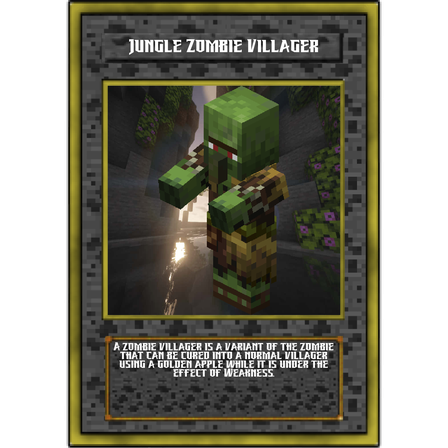 Jungle Zombie Villager
A zombie villager is a variant of the zombie
that can be cured into a normal villager
using a golden apple while it is under the
effect of Weakness.